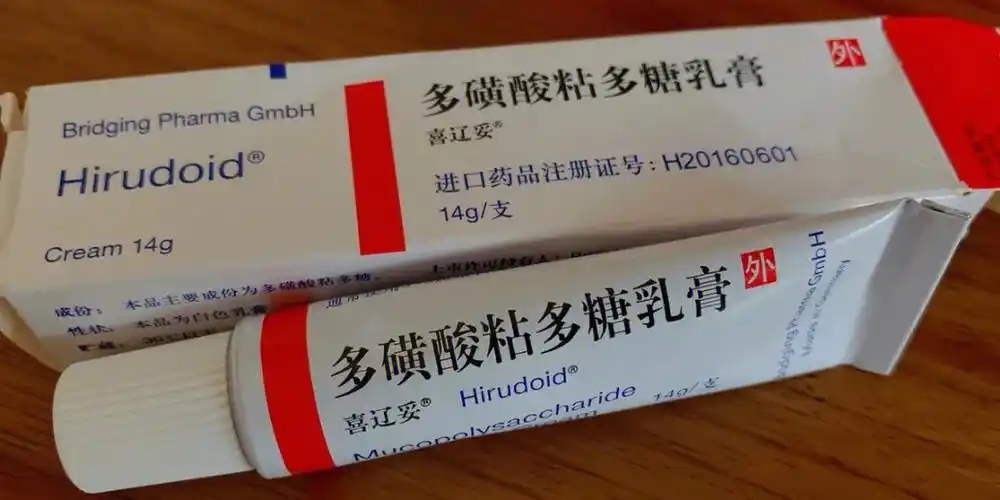 Bridging Pharma GmbH
Hirudoid®
Cream 14g
多磺酸粘多糖乳膏
外
喜辽妥®
进口药品注册证号：H20160601
14g/支
成份： 本品主要成份为多磺酸粘多糖。
性状： 本品为白色乳膏
多磺酸粘多糖乳膏
外
喜辽妥® Hirudoid®
Mucopolysaccharide 14g/支
Bridging Pharma GmbH
Made in Germany